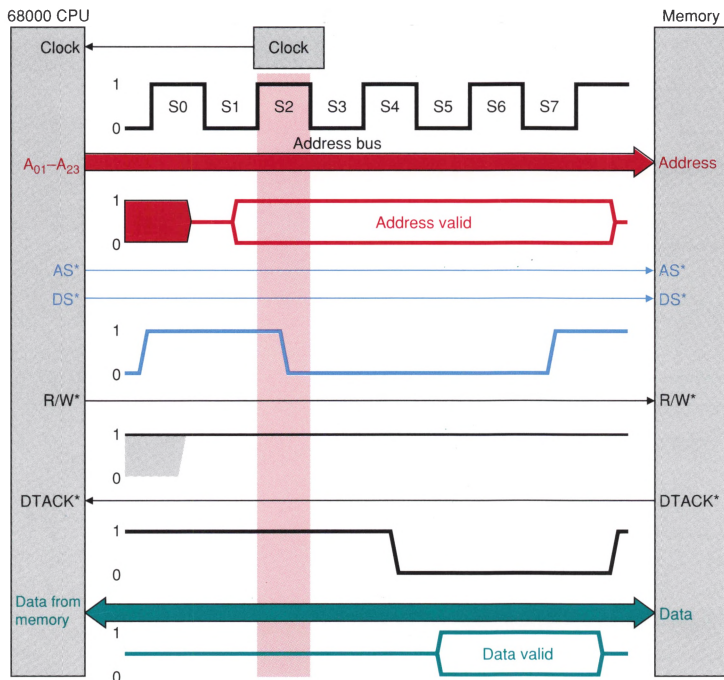 68000 CPU Memory
Clock Clock
1
S0 S1 S2 S3 S4 S5 S6 S7
0
Address bus
A₀₁–A₂₃ Address
1
Address valid
0
AS* AS*
DS* DS*
1
0
R/W* R/W*
1
0
DTACK* DTACK*
1
0
Data from
memory Data
1
Data valid
0